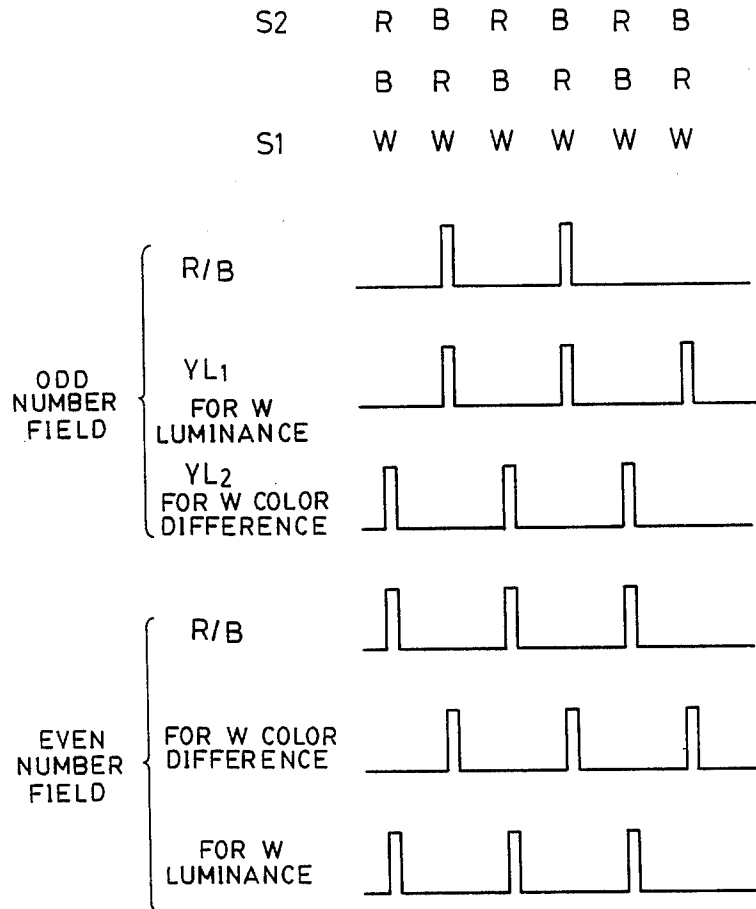 S2 R B R B R B
B R B R B R
S1 W W W W W W
ODD
NUMBER
FIELD
R/B
YL1
FOR W
LUMINANCE
YL2
FOR W COLOR
DIFFERENCE
EVEN
NUMBER
FIELD
R/B
FOR W COLOR
DIFFERENCE
FOR W
LUMINANCE